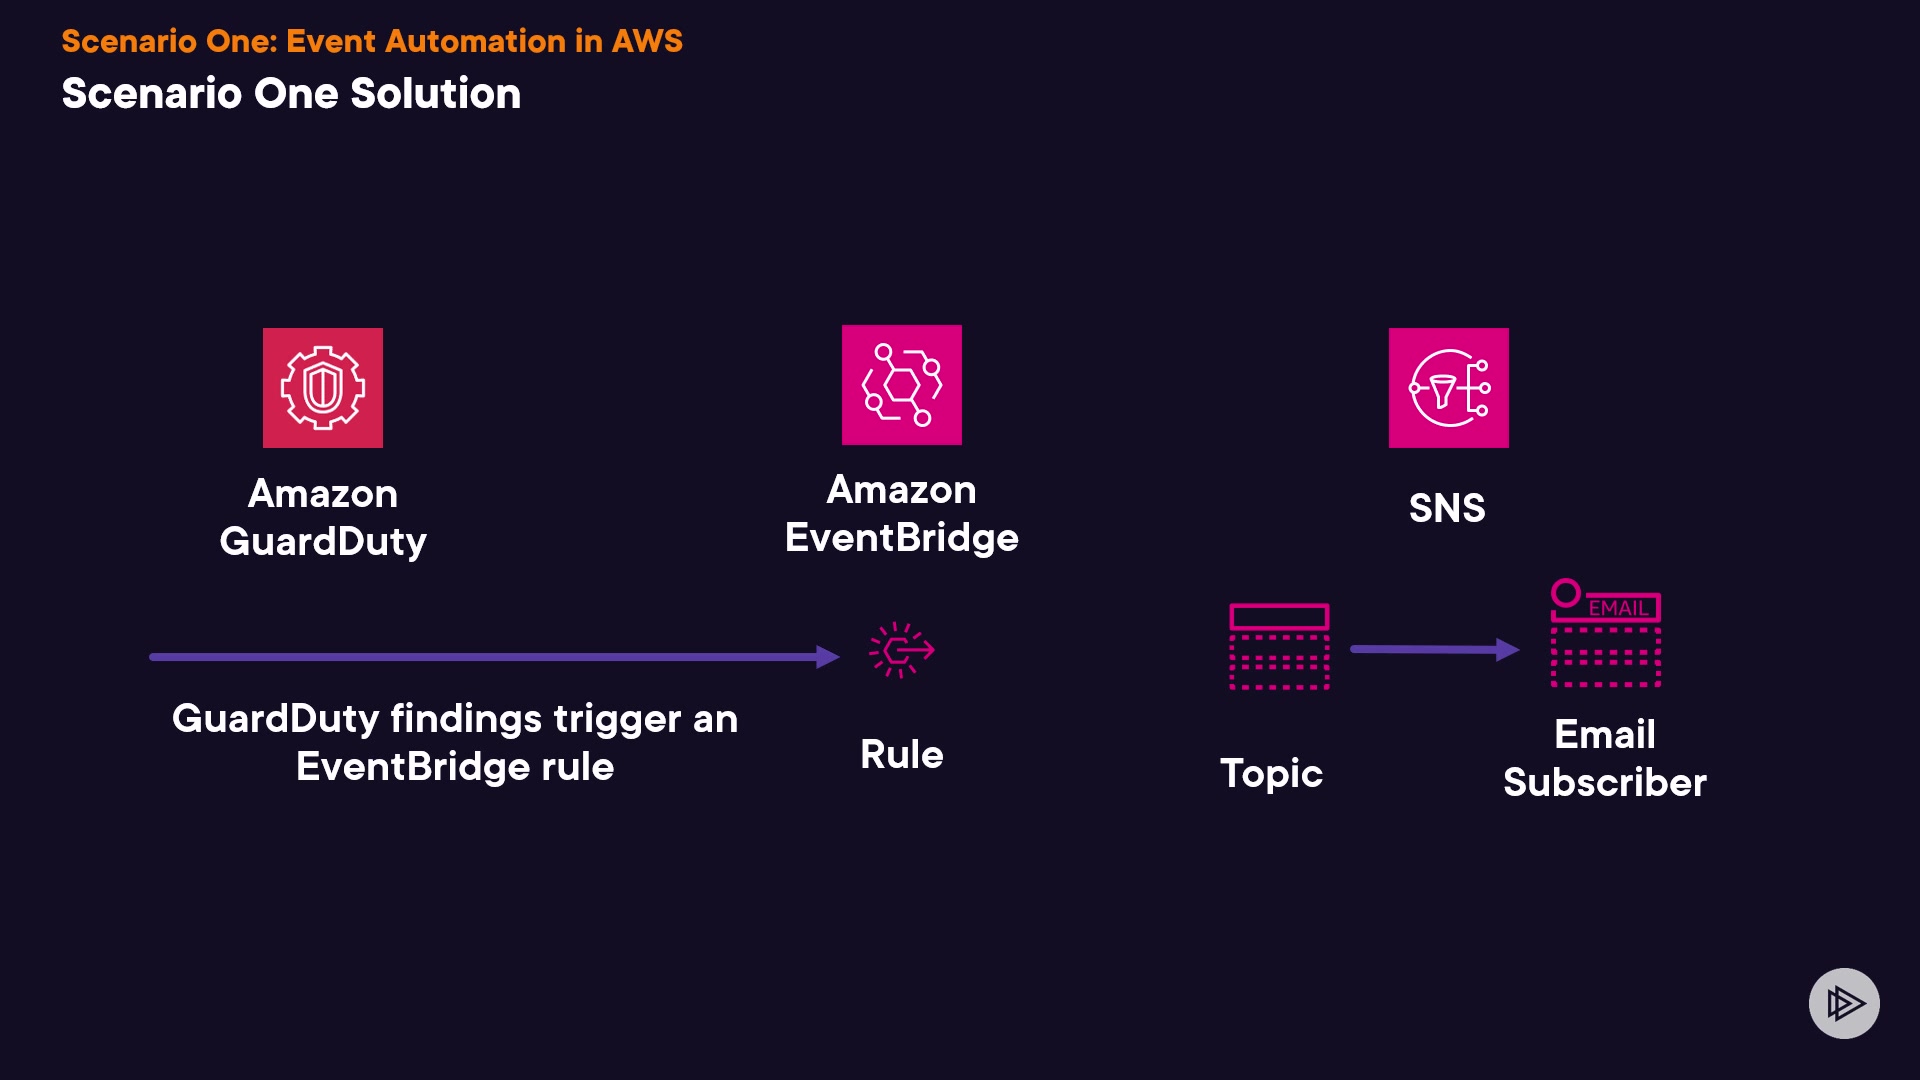 Scenario One: Event Automation in AWS
Scenario One Solution
Amazon
GuardDuty
Amazon
EventBridge
SNS
EMAIL
GuardDuty findings trigger an
EventBridge rule
Rule
Topic
Email
Subscriber